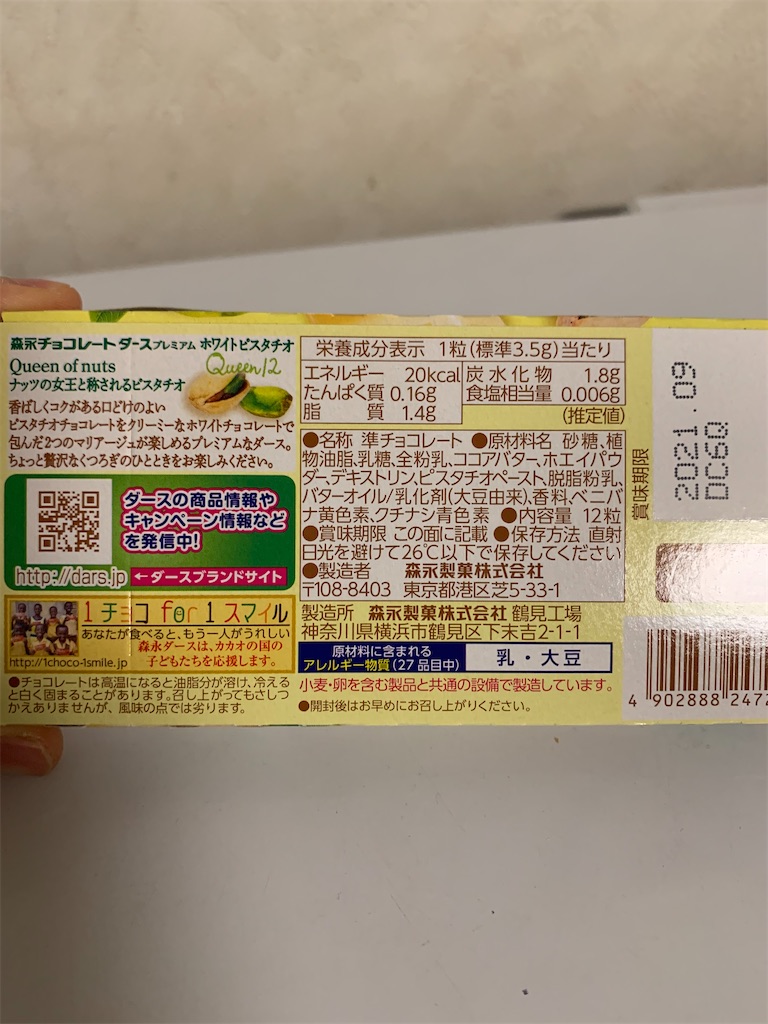 森永チョコレート ダース プレミアム ホワイトピスタチオ
Queen of nuts
Queen12
ナッツの女王と称されるピスタチオ
香ばしくコクがある口どけのよい
ピスタチオチョコレートをクリーミーなホワイトチョコレートで
包んだ2つのマリアージュが楽しめるプレミアムなダース。
ちょっと贅沢なくつろぎのひとときをお楽しみください。
ダースの商品情報や
キャンペーン情報など
を発信中!
http://dars.jp ←ダースブランドサイト
1チョコ for 1スマイル
あなたが食べると、もう一人がうれしい
森永ダースは、カカオの国の
子どもたちを応援します。
http://1choco-1smile.jp
●チョコレートは高温になると油脂分が溶け、冷える
と白く固まることがあります。召し上がってもさしつ
かえありませんが、風味の点では劣ります。
栄養成分表示 1粒(標準3.5g)当たり
エネルギー 20kcal 炭水化物 1.8g
たんぱく質 0.16g 食塩相当量 0.006g
脂質 1.4g (推定値)
●名称 準チョコレート ●原材料名 砂糖、植
物油脂、乳糖、全粉乳、ココアバター、ホエイパウ
ダー、デキストリン、ピスタチオペースト、脱脂粉乳、
バターオイル/乳化剤(大豆由来)、香料、ベニバ
ナ黄色素、クチナシ青色素 ●内容量 12粒
●賞味期限 この面に記載 ●保存方法 直射
日光を避けて26℃以下で保存してください
●製造者 森永製菓株式会社
〒108-8403 東京都港区芝5-33-1
製造所 森永製菓株式会社 鶴見工場
神奈川県横浜市鶴見区下末吉2-1-1
原材料に含まれる
アレルギー物質(27品目中) 乳・大豆
小麦・卵を含む製品と共通の設備で製造しています。
●開封後はお早めにお召し上がりください。
賞味期限
2021.09
DC6Q
4 902888 2472